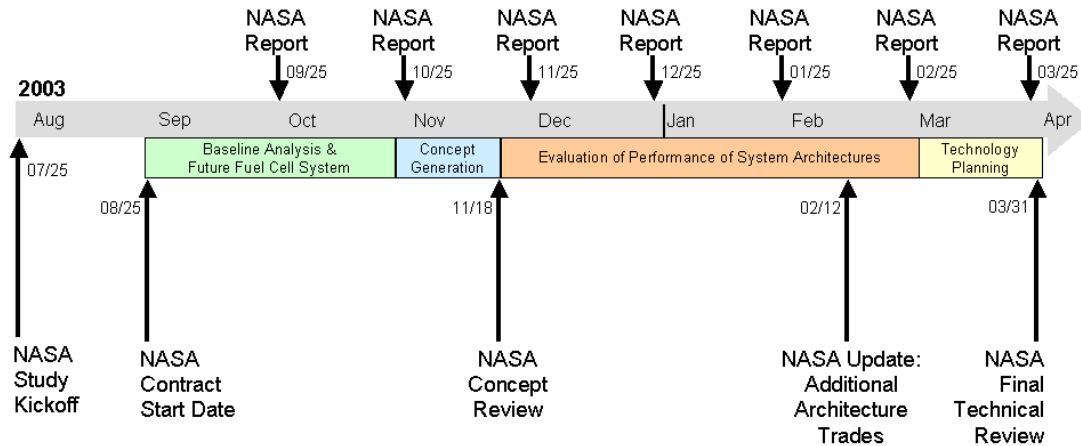 NASA
Report
NASA
Report
NASA
Report
NASA
Report
NASA
Report
NASA
Report
NASA
Report
09/25
10/25
11/25
12/25
01/25
02/25
03/25
2003
Aug
Sep
Oct
Nov
Dec
Jan
Feb
Mar
Apr
Baseline Analysis &
Future Fuel Cell System
Concept
Generation
Evaluation of Performance of System Architectures
Technology
Planning
07/25
08/25
11/18
02/12
03/31
NASA
Study
Kickoff
NASA
Contract
Start Date
NASA
Concept
Review
NASA Update:
Additional
Architecture
Trades
NASA
Final
Technical
Review